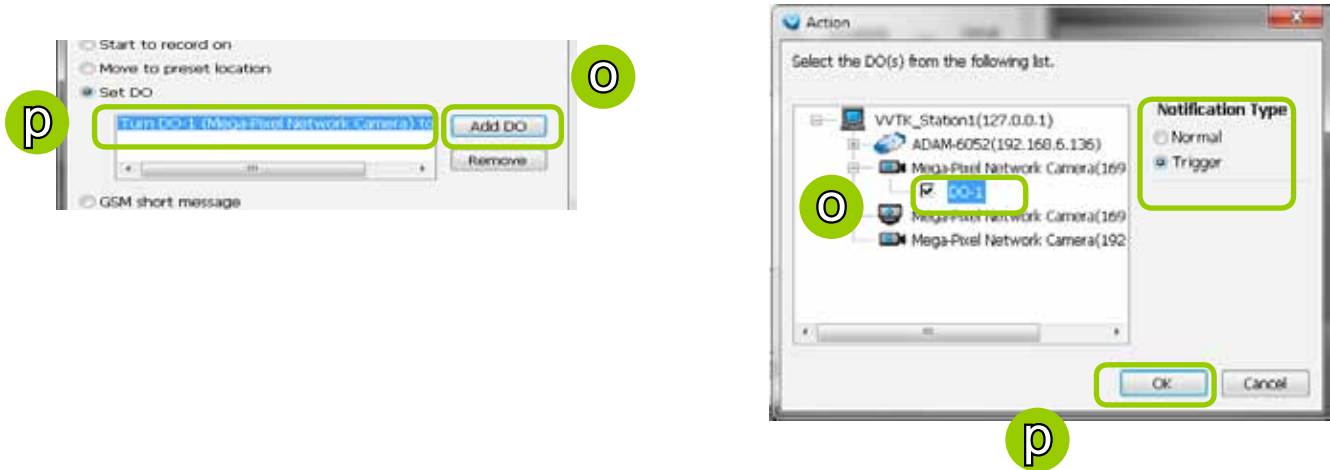 Start to record on
Move to preset location
Set DO
Turn DO-1 (Mega-Pixel Network Camera) to
Add DO
Remove
GSM short message
o
p
Action
Select the DO(s) from the following list.
VVTK_Station1(127.0.0.1)
ADAM-6052(192.168.6.136)
Mega-Pixel Network Camera(169
DO-1
Mega-Pixel Network Camera(169
Mega-Pixel Network Camera(192
Notification Type
Normal
Trigger
o
OK
Cancel
p